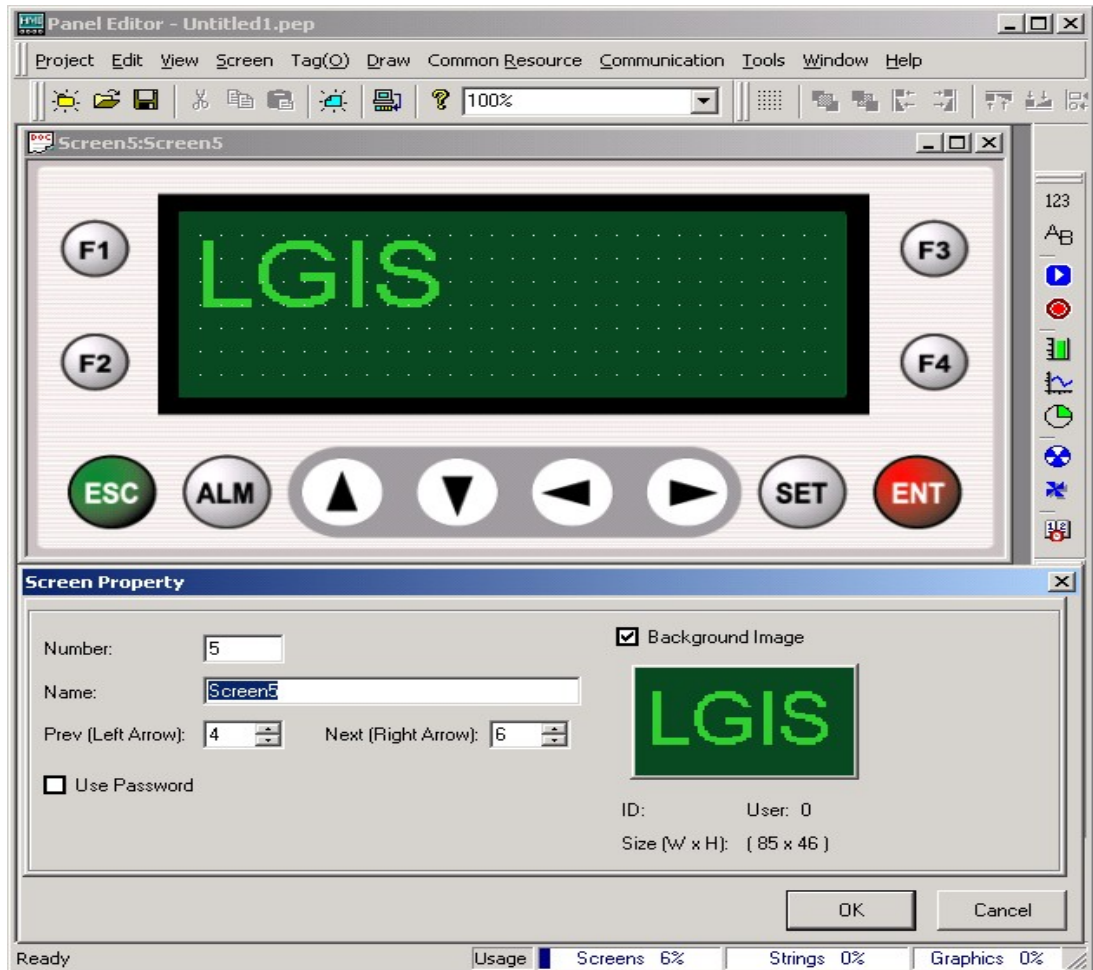 Panel Editor - Untitled1.pep
Project Edit View Screen Tag(O) Draw Common Resource Communication Tools Window Help
100%
Screen5:Screen5
123
AB
F1
LGIS
F3
F2
F4
ESC ALM SET ENT
Screen Property
Number: 5
Name: Screen5
Prev (Left Arrow): 4 Next (Right Arrow): 6
Use Password
Background Image
LGIS
ID: User: 0
Size (W x H): ( 85 x 46 )
OK Cancel
Ready Usage Screens 6% Strings 0% Graphics 0%